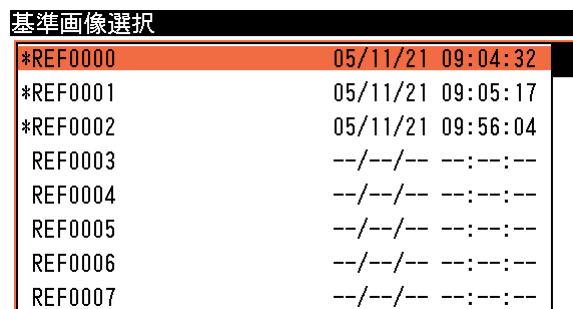 基準画像選択
*REF0000 05/11/21 09:04:32
*REF0001 05/11/21 09:05:17
*REF0002 05/11/21 09:56:04
REF0003 --/--/-- --:--:--
REF0004 --/--/-- --:--:--
REF0005 --/--/-- --:--:--
REF0006 --/--/-- --:--:--
REF0007 --/--/-- --:--:--